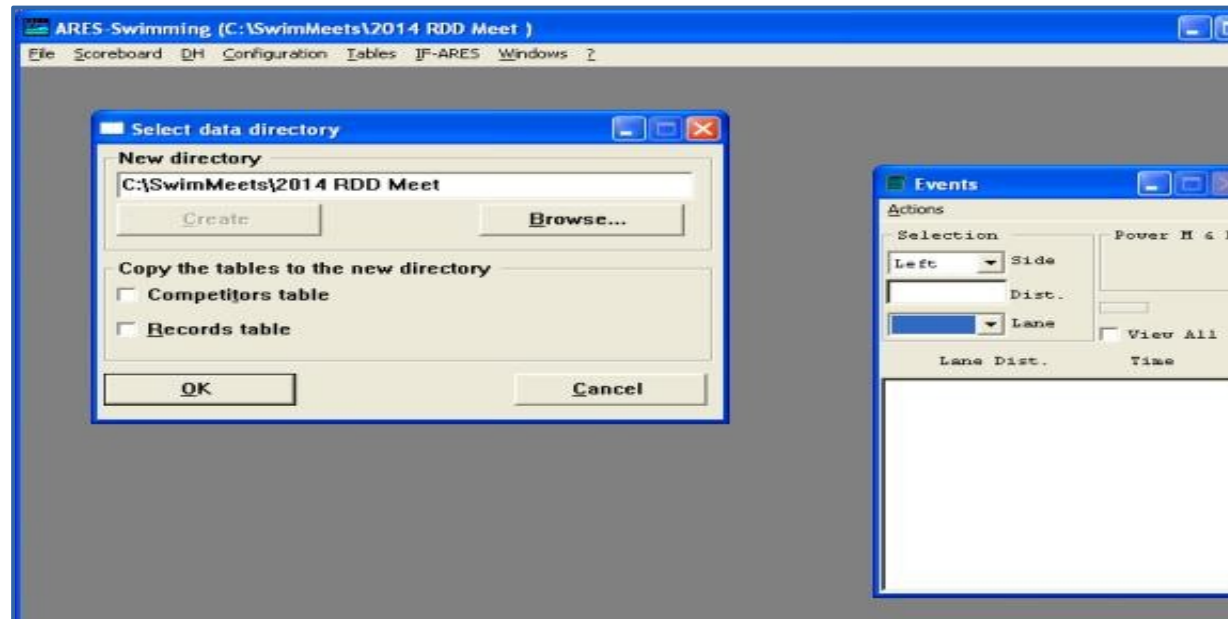 ARES-Swimming (C:\SwimMeets\2014 RDD Meet )
File Scoreboard DH Configuration Tables IF-ARES Windows ?
Select data directory
New directory
C:\SwimMeets\2014 RDD Meet
Create Browse...
Copy the tables to the new directory
Competitors table
Records table
OK Cancel
Events
Actions
Selection Power M &
Left Side
Dist.
Lane View All
Lane Dist. Time